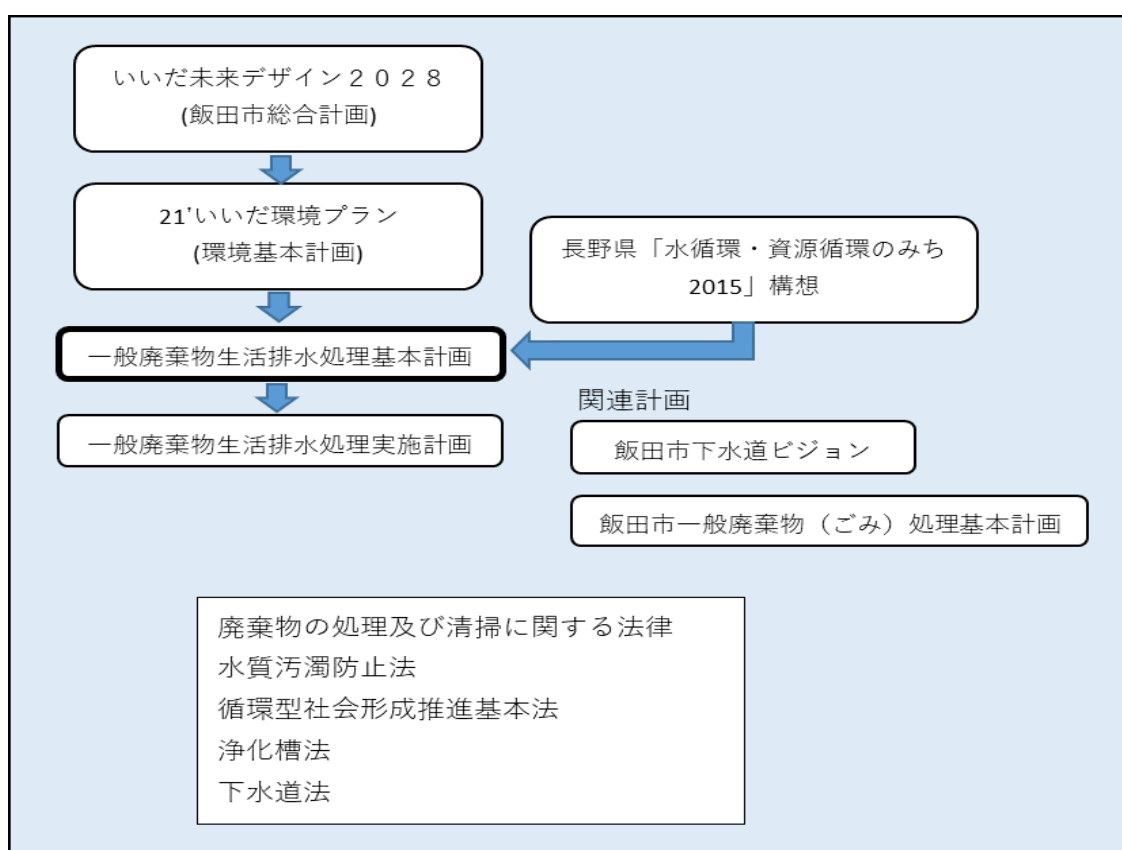 いいだ未来デザイン２０２８
(飯田市総合計画)
21’いいだ環境プラン
(環境基本計画)
長野県「水循環・資源循環のみち
2015」構想
一般廃棄物生活排水処理基本計画
一般廃棄物生活排水処理実施計画
関連計画
飯田市下水道ビジョン
飯田市一般廃棄物（ごみ）処理基本計画
廃棄物の処理及び清掃に関する法律
水質汚濁防止法
循環型社会形成推進基本法
浄化槽法
下水道法